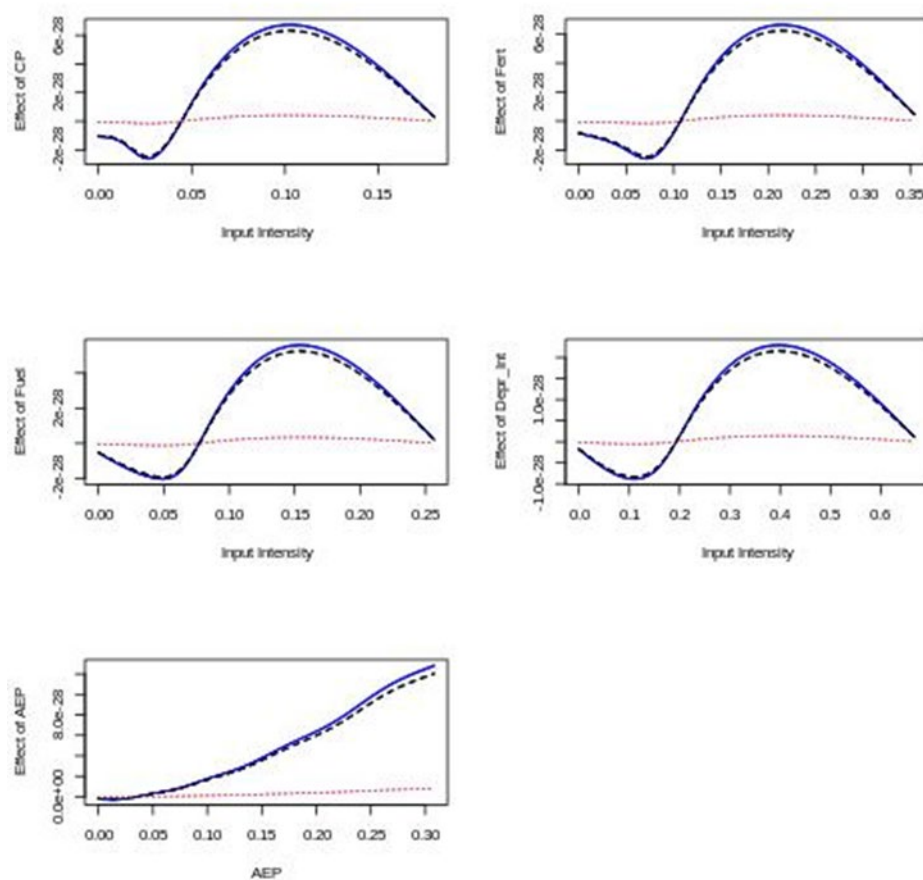 Effect of CP
-2e-28 2e-28 6e-28
0.00 0.05 0.10 0.15
Input Intensity
Effect of Fert
-2e-28 2e-28 6e-28
0.00 0.05 0.10 0.15 0.20 0.25 0.30 0.35
Input Intensity
Effect of Fuel
-2e-28 2e-28
0.00 0.05 0.10 0.15 0.20 0.25
Input Intensity
Effect of Depr_Int
-1.0e-28 1.0e-28
0.0 0.1 0.2 0.3 0.4 0.5 0.6
Input Intensity
Effect of AEP
0.0e+00 8.0e-28
0.00 0.05 0.10 0.15 0.20 0.25 0.30
AEP